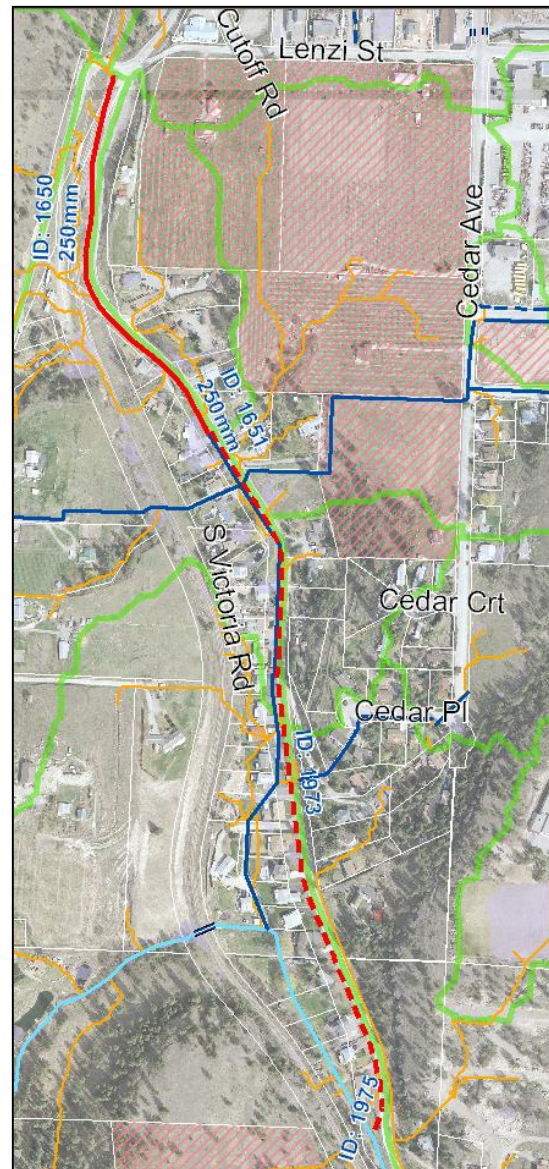 Lenzi St
Cutoff Rd
ID: 1650
250mm
Cedar Ave
ID: 1651
250mm
S Victoria Rd
Cedar Crt
Cedar Pl
ID: 1973
ID: 1975